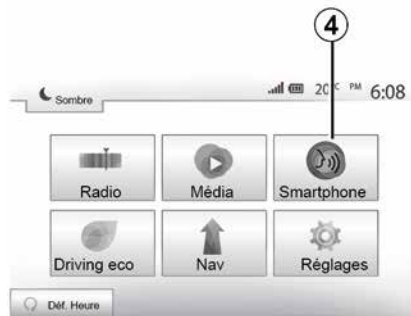 4
Sombre
20°C PM 6:08
Radio Média Smartphone
Driving eco Nav Réglages
Déf. Heure